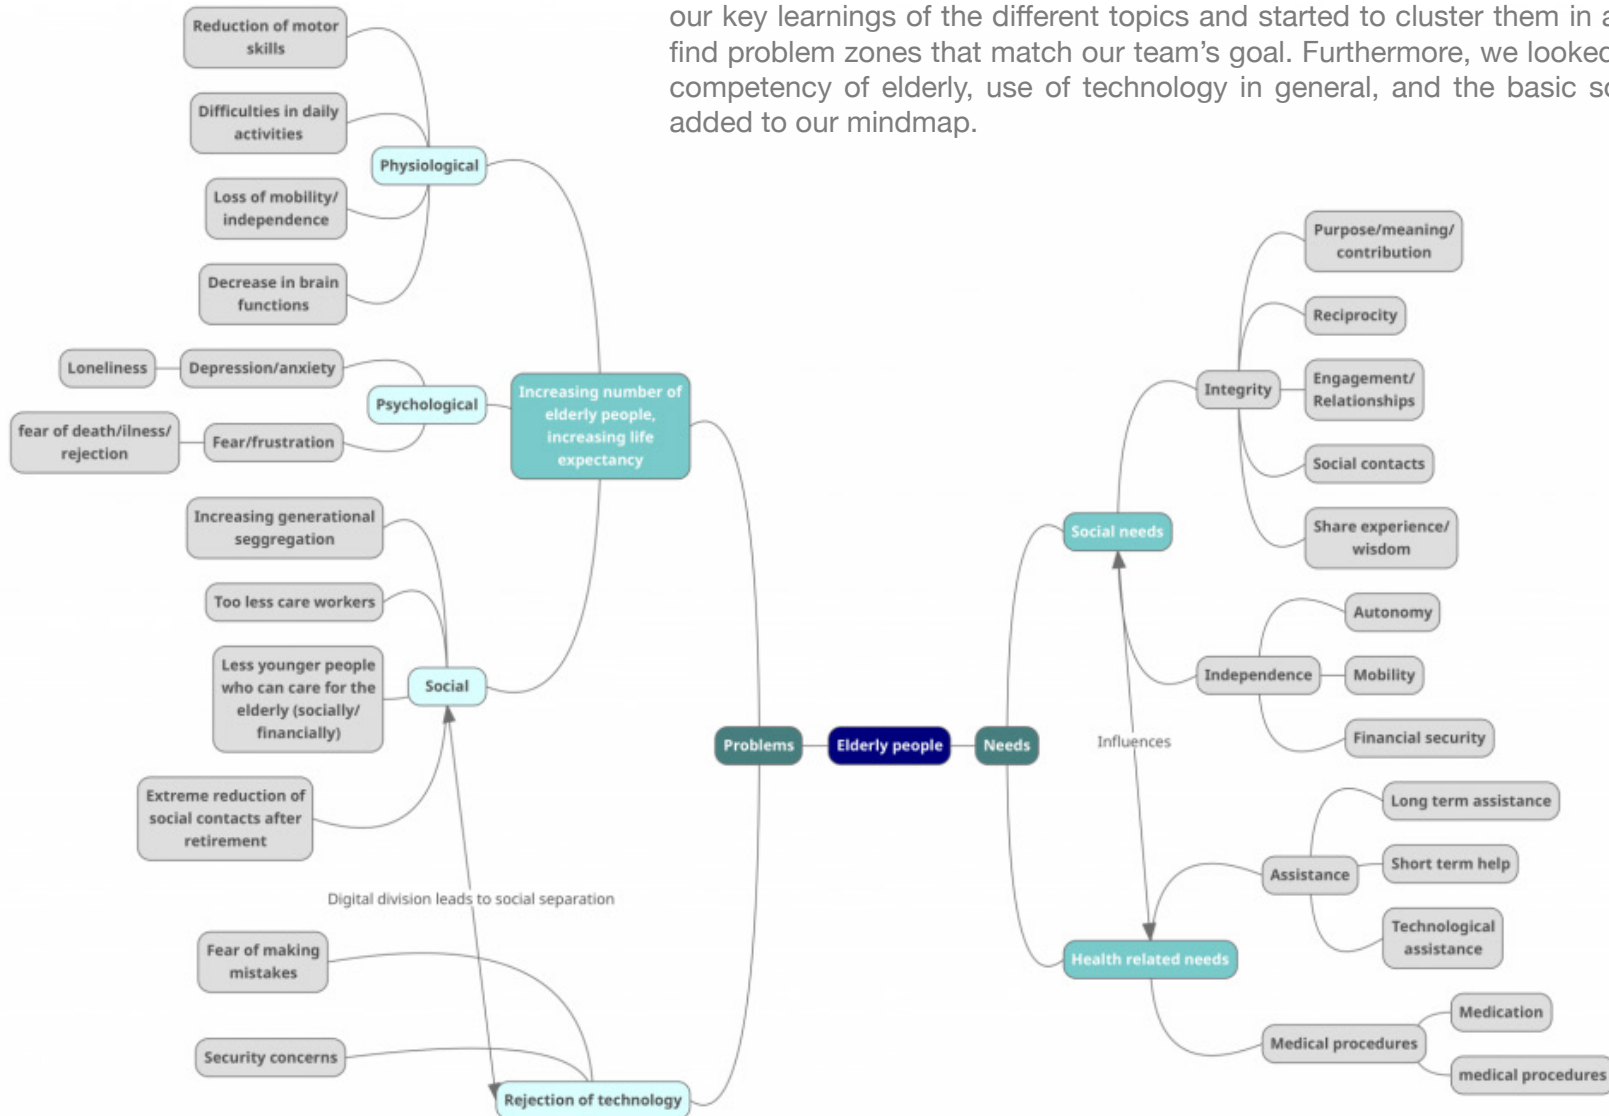 our key learnings of the different topics and started to cluster them in a
find problem zones that match our team's goal. Furthermore, we looked
competency of elderly, use of technology in general, and the basic so
added to our mindmap.
Reduction of motor
skills
Difficulties in daily
activities
Physiological
Loss of mobility/
independence
Decrease in brain
functions
Loneliness
Depression/anxiety
Psychological
fear of death/ilness/
rejection
Fear/frustration
Increasing number of
elderly people,
increasing life
expectancy
Increasing generational
seggregation
Too less care workers
Less younger people
who can care for the
elderly (socially/
financially)
Social
Extreme reduction of
social contacts after
retirement
Digital division leads to social separation
Fear of making
mistakes
Security concerns
Rejection of technology
Problems
Elderly people
Needs
Social needs
Integrity
Purpose/meaning/
contribution
Reciprocity
Engagement/
Relationships
Social contacts
Share experience/
wisdom
Independence
Autonomy
Mobility
Financial security
Influences
Health related needs
Assistance
Long term assistance
Short term help
Technological
assistance
Medical procedures
Medication
medical procedures